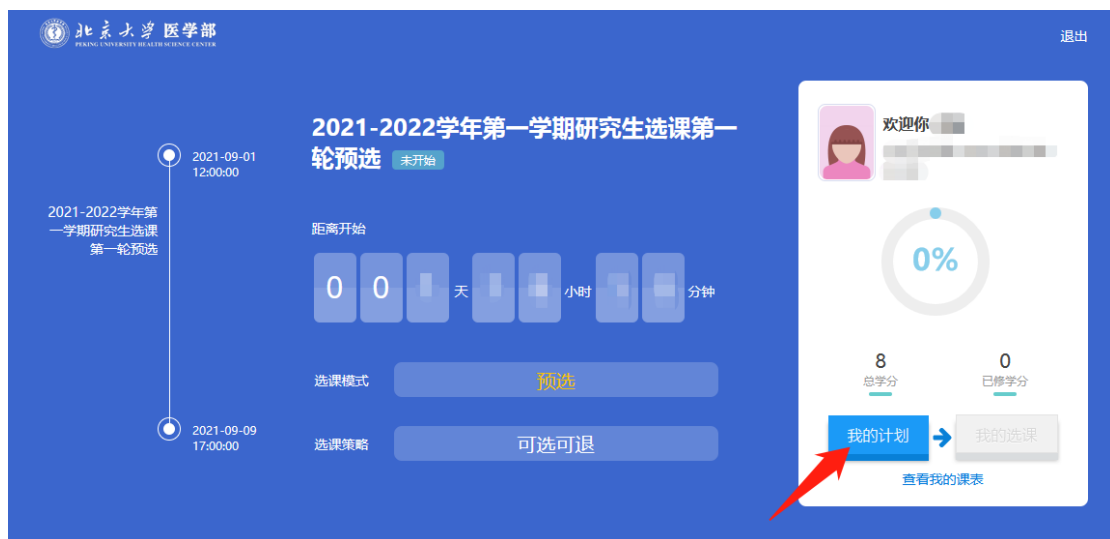 北京大学 医学部
PEKING UNIVERSITY HEALTH SCIENCE CENTER
退出
2021-09-01
12:00:00
2021-2022学年第
一学期研究生选课
第一轮预选
2021-09-09
17:00:00
2021-2022学年第一学期研究生选课第一
轮预选 未开始
距离开始
0 0 天 小时 分钟
选课模式 预选
选课策略 可选可退
欢迎你
0%
8 0
总学分 已修学分
我的计划 我的选课
查看我的课表